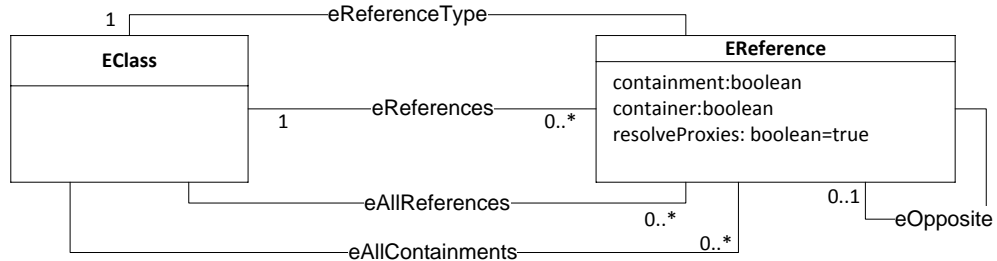 eReferenceType
1
EClass
EReference
containment:boolean
container:boolean
resolveProxies: boolean=true
eReferences
1
0..*
eAllReferences
0..*
0..1
eOpposite
eAllContainments
0..*